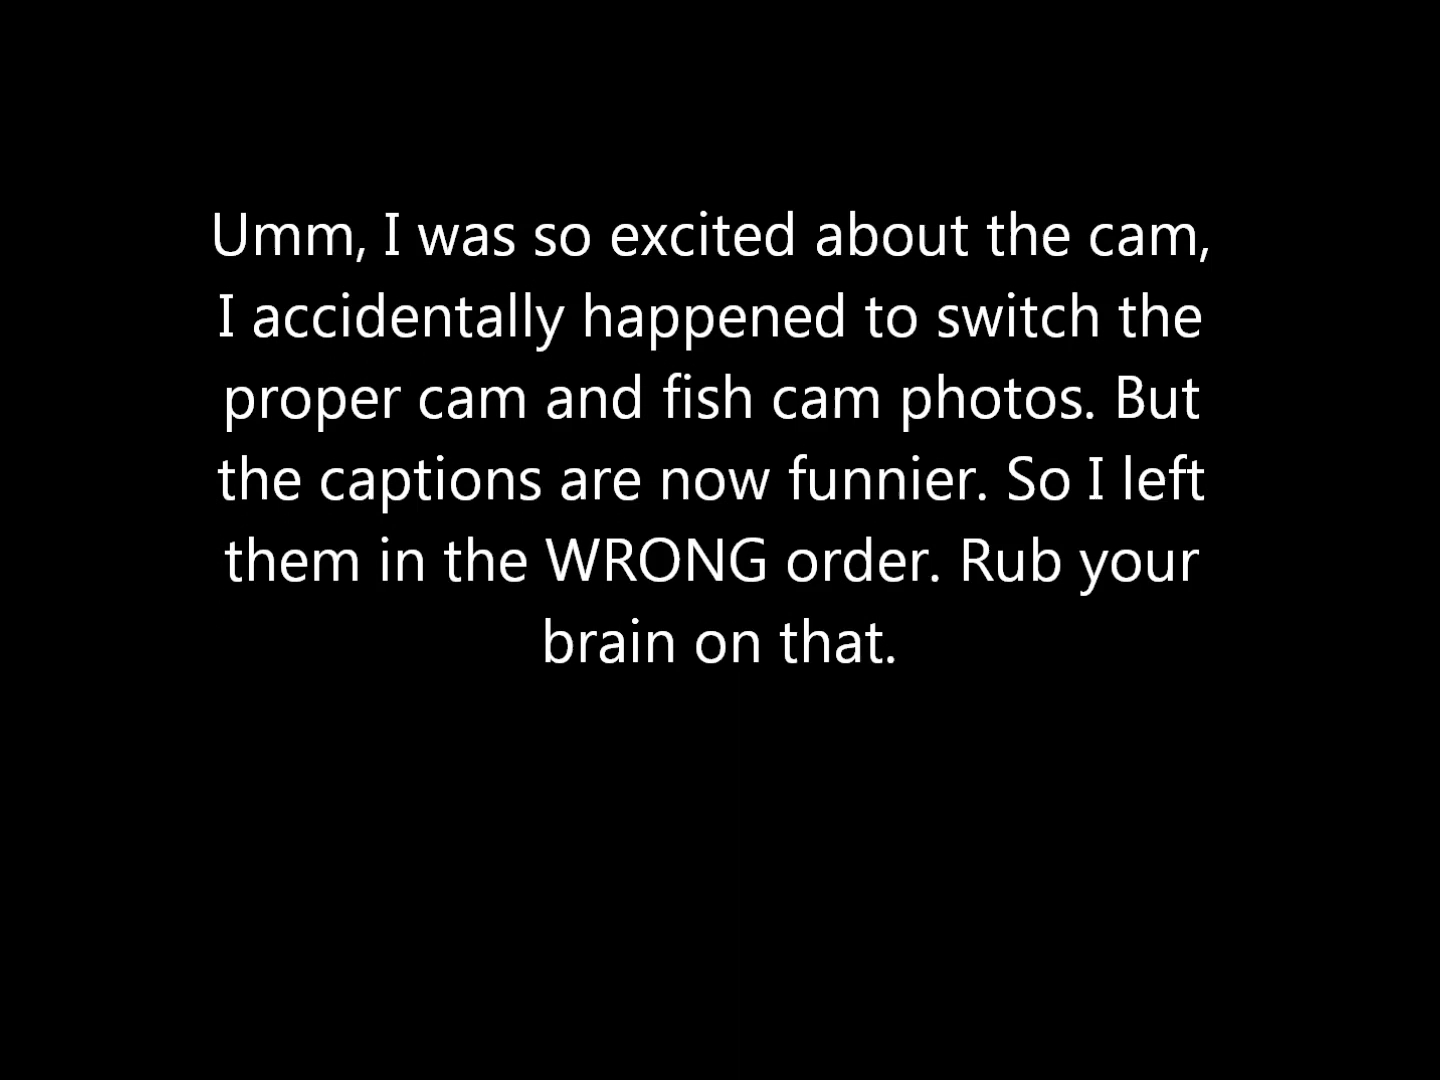 Umm, I was so excited about the cam,
I accidentally happened to switch the
proper cam and fish cam photos. But
the captions are now funnier. So I left
them in the WRONG order. Rub your
brain on that.